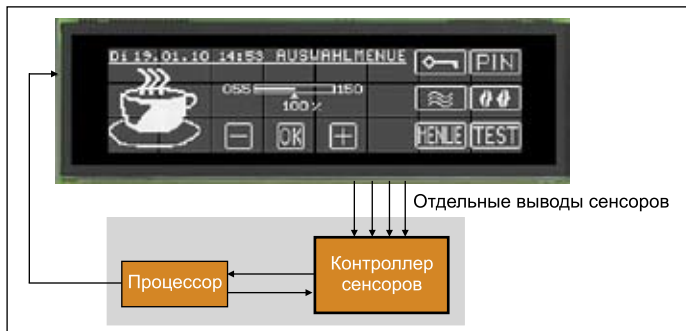 Di 19.01.10 14:53 AUSWAHLMENUE
PIN
055 150
100 %
OK
MENUE TEST
Отдельные выводы сенсоров
Процессор
Контроллер
сенсоров